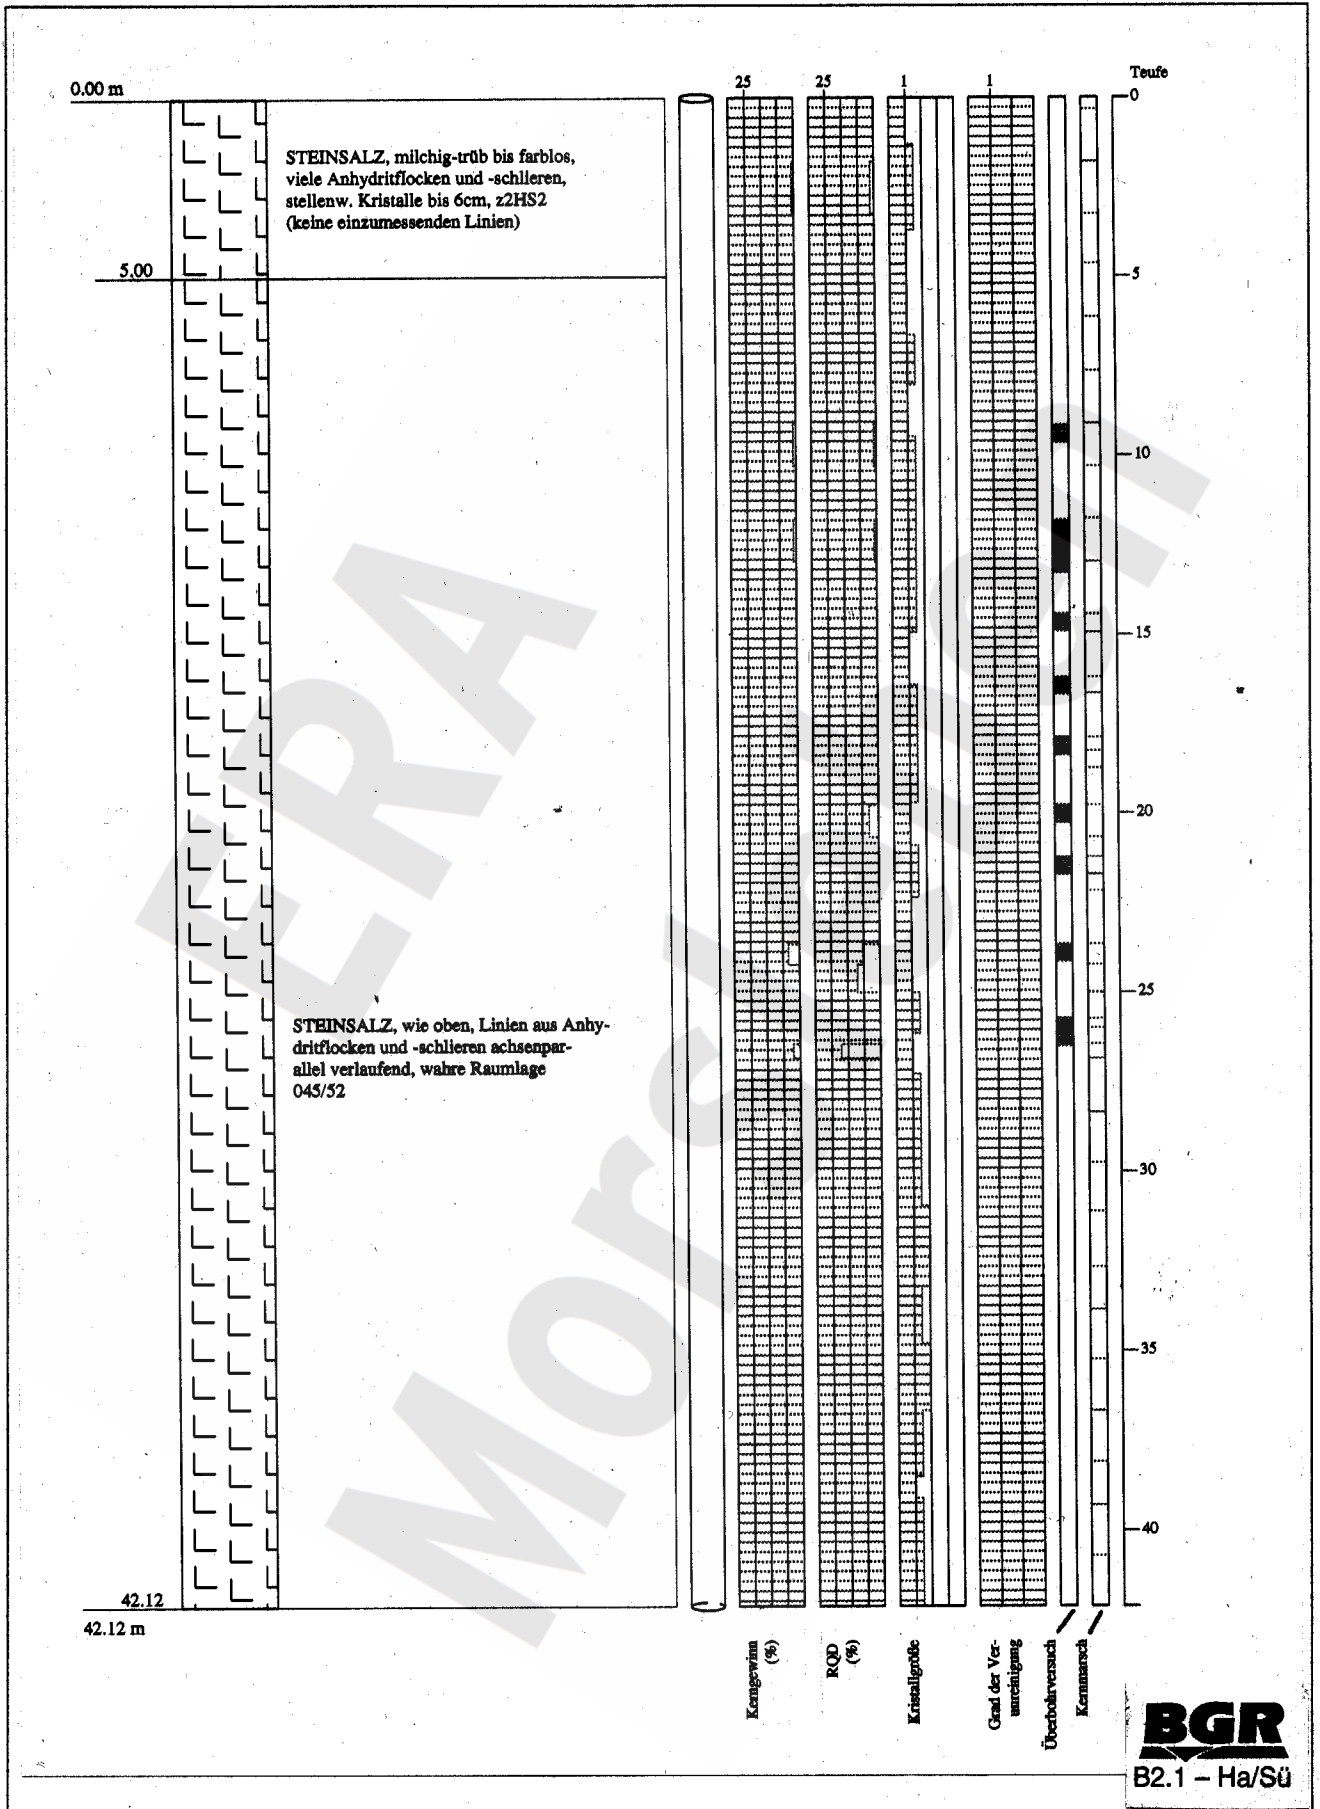 Teufe
0.00 m
25
25
1
1
0
STEINSALZ, milchig-trüb bis farblos,
viele Anhydritflocken und -schlieren,
stellenw. Kristalle bis 6cm, z2HS2
(keine einzumessenden Linien)
5.00
5
10
15
20
25
STEINSALZ, wie oben, Linien aus Anhy-
dritflocken und -schlieren achsenpar-
allel verlaufend, wahre Raumlage
045/52
30
35
40
42.12
42.12 m
Kerngewinn
(%)
RQD
(%)
Kristallgröße
Grad der Ver-
unreinigung
Überbohrversuch
Kernmarsch
ERA
Morsleben
BGR
B2.1 – Ha/Sü